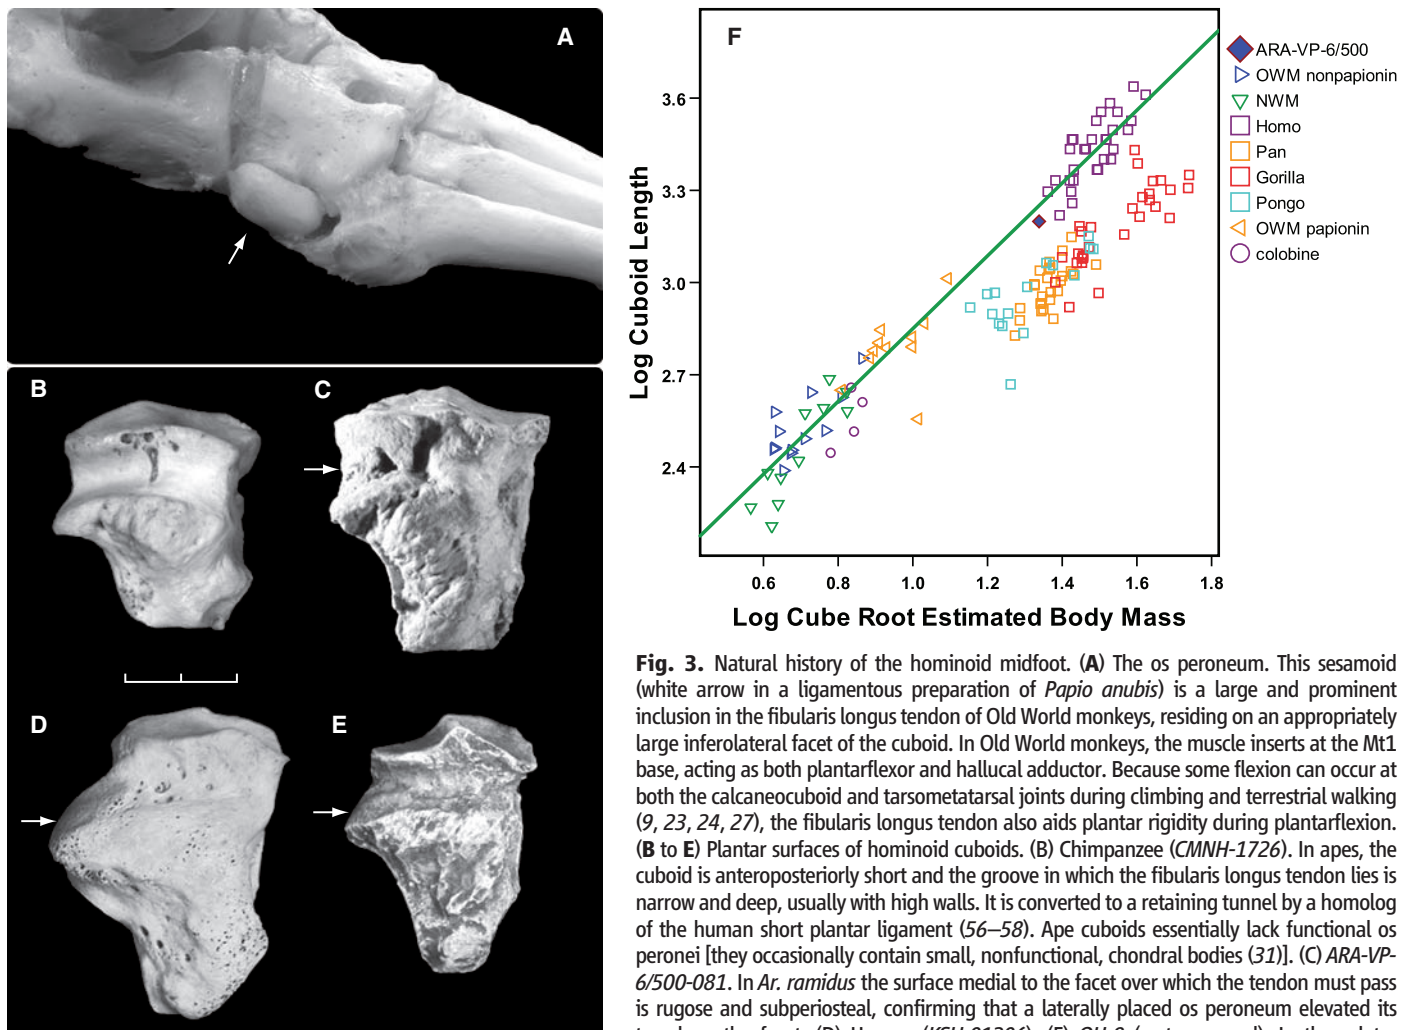 A
B
C
D
E
F
3.6
3.3
3.0
2.7
2.4
Log Cuboid Length
0.6 0.8 1.0 1.2 1.4 1.6 1.8
Log Cube Root Estimated Body Mass
ARA-VP-6/500
OWM nonpapionin
NWM
Homo
Pan
Gorilla
Pongo
OWM papionin
colobine
Fig. 3. Natural history of the hominoid midfoot. (A) The os peroneum. This sesamoid
(white arrow in a ligamentous preparation of Papio anubis) is a large and prominent
inclusion in the fibularis longus tendon of Old World monkeys, residing on an appropriately
large inferolateral facet of the cuboid. In Old World monkeys, the muscle inserts at the Mt1
base, acting as both plantarflexor and hallucal adductor. Because some flexion can occur at
both the calcaneocuboid and tarsometatarsal joints during climbing and terrestrial walking
(9, 23, 24, 27), the fibularis longus tendon also aids plantar rigidity during plantarflexion.
(B to E) Plantar surfaces of hominoid cuboids. (B) Chimpanzee (CMNH-1726). In apes, the
cuboid is anteroposteriorly short and the groove in which the fibularis longus tendon lies is
narrow and deep, usually with high walls. It is converted to a retaining tunnel by a homolog
of the human short plantar ligament (56–58). Ape cuboids essentially lack functional os
peronei [they occasionally contain small, nonfunctional, chondral bodies (31)]. (C) ARA-VP-
6/500-081. In Ar. ramidus the surface medial to the facet over which the tendon must pass
is rugose and subperiosteal, confirming that a laterally placed os peroneum elevated its